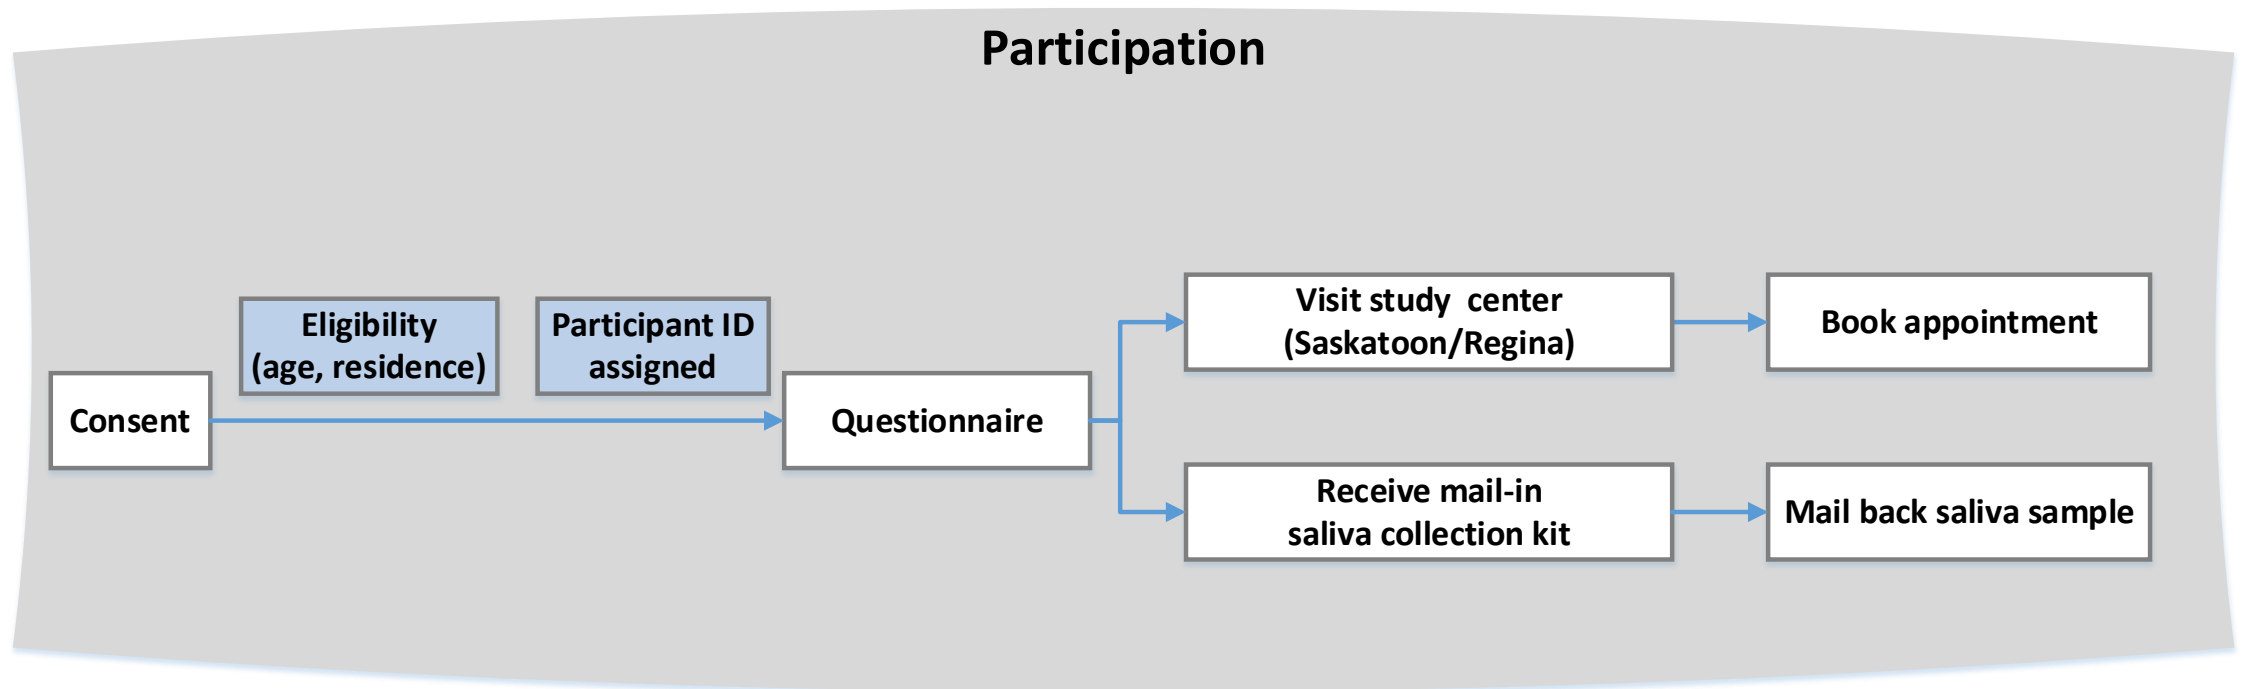 Participation
Consent
Eligibility
(age, residence)
Participant ID
assigned
Questionnaire
Visit study center
(Saskatoon/Regina)
Book appointment
Receive mail-in
saliva collection kit
Mail back saliva sample